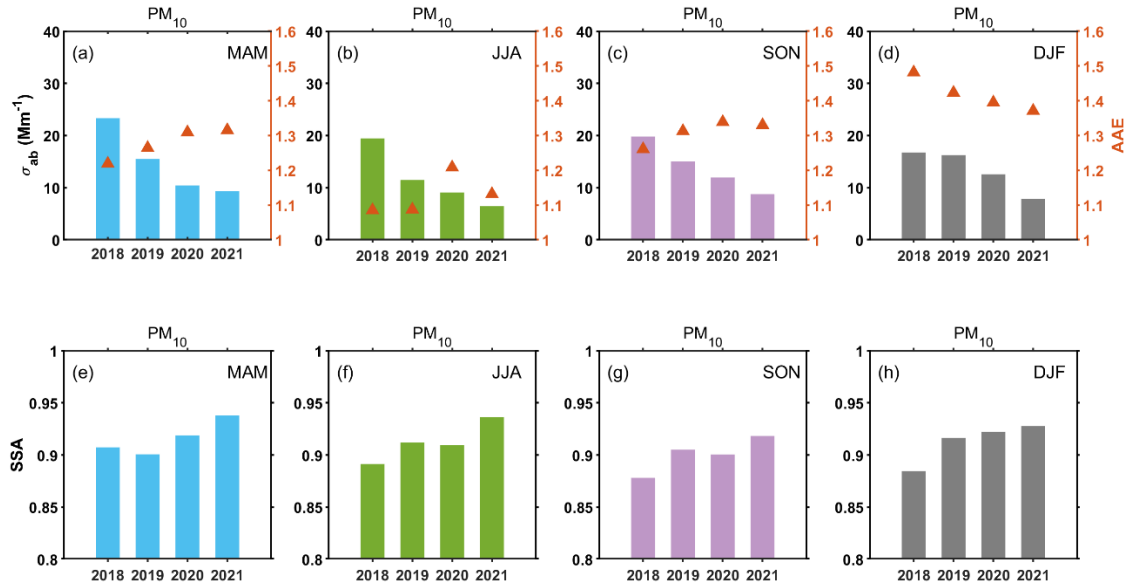 PM10 PM10 PM10 PM10
(a) MAM (b) JJA (c) SON (d) DJF
40 1.6 40 1.6 40 1.6 40 1.6
1.5 1.5 1.5 1.5
30 30 30 30
1.4 1.4 1.4 1.4
20 1.3 20 1.3 20 1.3 20 1.3
1.2 1.2 1.2 1.2
10 10 10 10
1.1 1.1 1.1 1.1
0 1 0 1 0 1 0 1
2018 2019 2020 2021 2018 2019 2020 2021 2018 2019 2020 2021 2018 2019 2020 2021
σab (Mm-1)
AAE
PM10 PM10 PM10 PM10
(e) MAM (f) JJA (g) SON (h) DJF
1 1 1 1
0.95 0.95 0.95 0.95
0.9 0.9 0.9 0.9
0.85 0.85 0.85 0.85
0.8 0.8 0.8 0.8
2018 2019 2020 2021 2018 2019 2020 2021 2018 2019 2020 2021 2018 2019 2020 2021
SSA